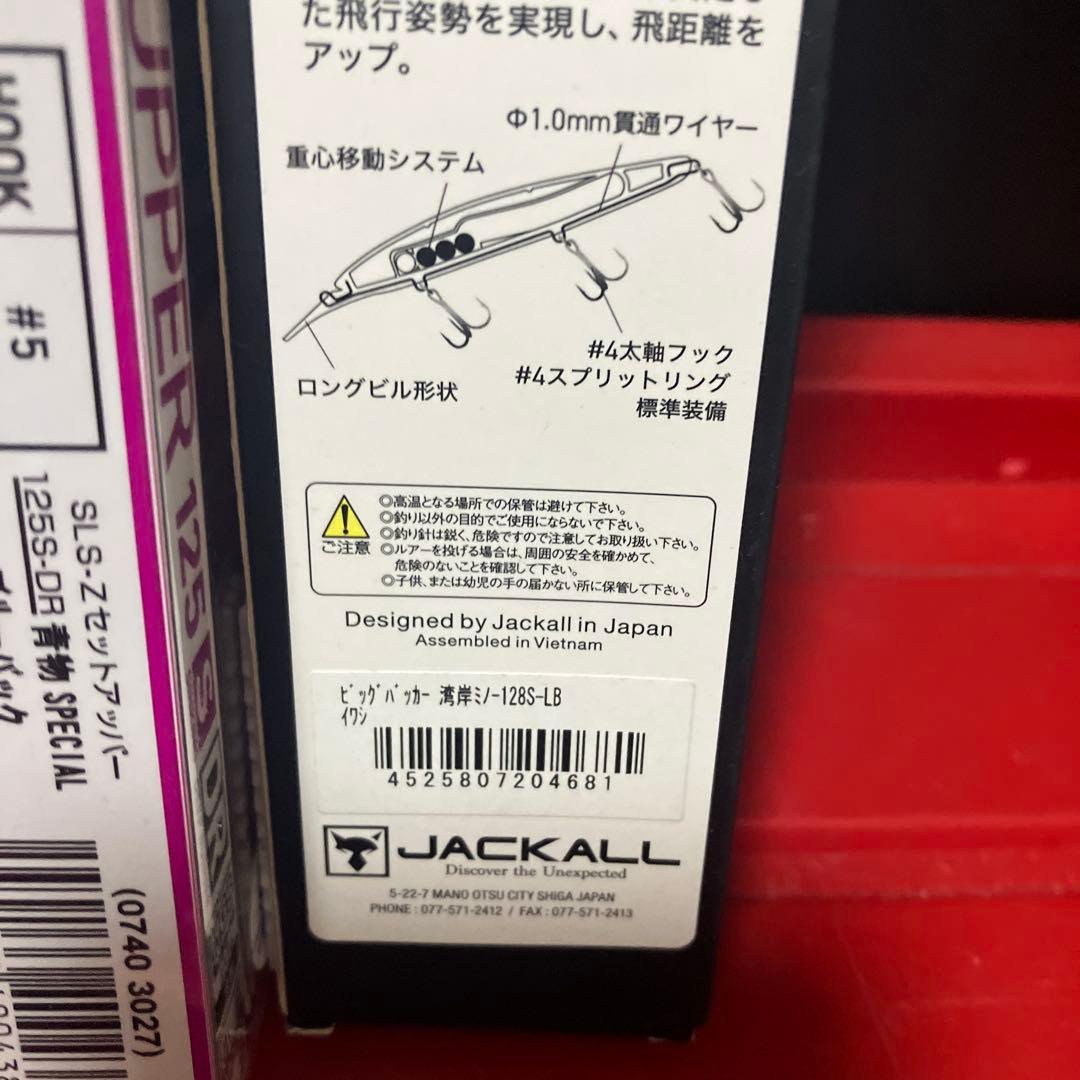 た飛行姿勢を実現し、飛距離を
アップ。
Φ1.0mm貫通ワイヤー
重心移動システム
#4太軸フック
#4スプリットリング
標準装備
ロングビル形状
ご注意
◎高温となる場所での保管は避けて下さい。
◎釣り以外の目的でご使用にならないで下さい。
◎釣り針は鋭く、危険ですので注意してお取り扱い下さい。
◎ルアーを投げる場合は、周囲の安全を確かめて、
危険のないことを確認して下さい。
◎子供、または幼児の手の届かない所に保管して下さい。
Designed by Jackall in Japan
Assembled in Vietnam
ﾋﾞｯｸﾞﾊﾞｯｶｰ 湾岸ﾐﾉｰ128S-LB
ｲﾜｼ
4525807204681
JACKALL
Discover the Unexpected
5-22-7 MANO OTSU CITY SHIGA JAPAN
PHONE : 077-571-2412 / FAX : 077-571-2413
UPPER 125 S DR
HOOK
#5
SLS-Zセットアッパー
125S-DR 青物 SPECIAL
(0740 3027)